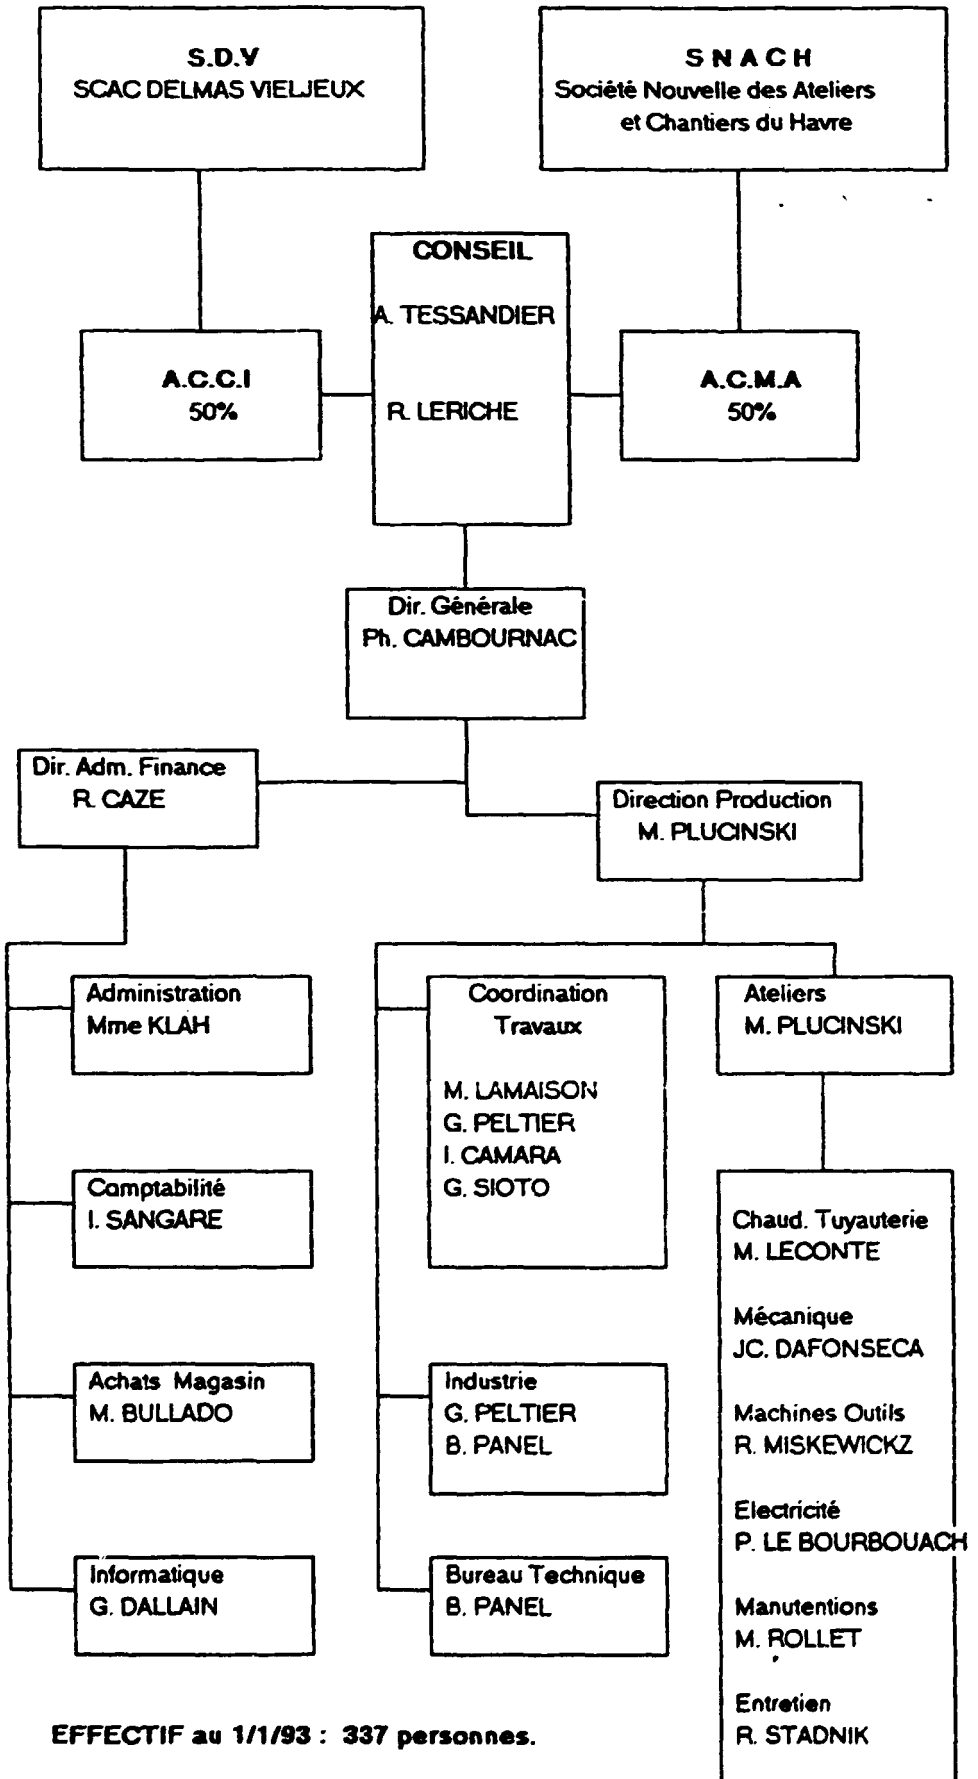 S.D.V
SCAC DELMAS VIELJEUX
S N A C H
Société Nouvelle des Ateliers
et Chantiers du Havre
CONSEIL
A. TESSANDIER
R. LERICHE
A.C.C.I
50%
A.C.M.A
50%
Dir. Générale
Ph. CAMBOURNAC
Dir. Adm. Finance
R. CAZE
Direction Production
M. PLUCINSKI
Administration
Mme KLAH
Comptabilité
I. SANGARE
Achats Magasin
M. BULLADO
Informatique
G. DALLAIN
Coordination
Travaux
M. LAMAISON
G. PELTIER
I. CAMARA
G. SIOTO
Industrie
G. PELTIER
B. PANEL
Bureau Technique
B. PANEL
Ateliers
M. PLUCINSKI
Chaud. Tuyauterie
M. LECONTE
Mécanique
JC. DAFONSECA
Machines Outils
R. MISKEWICKZ
Electricité
P. LE BOURBOUACH
Manutentions
M. ROLLET
Entretien
R. STADNIK
EFFECTIF au 1/1/93 : 337 personnes.